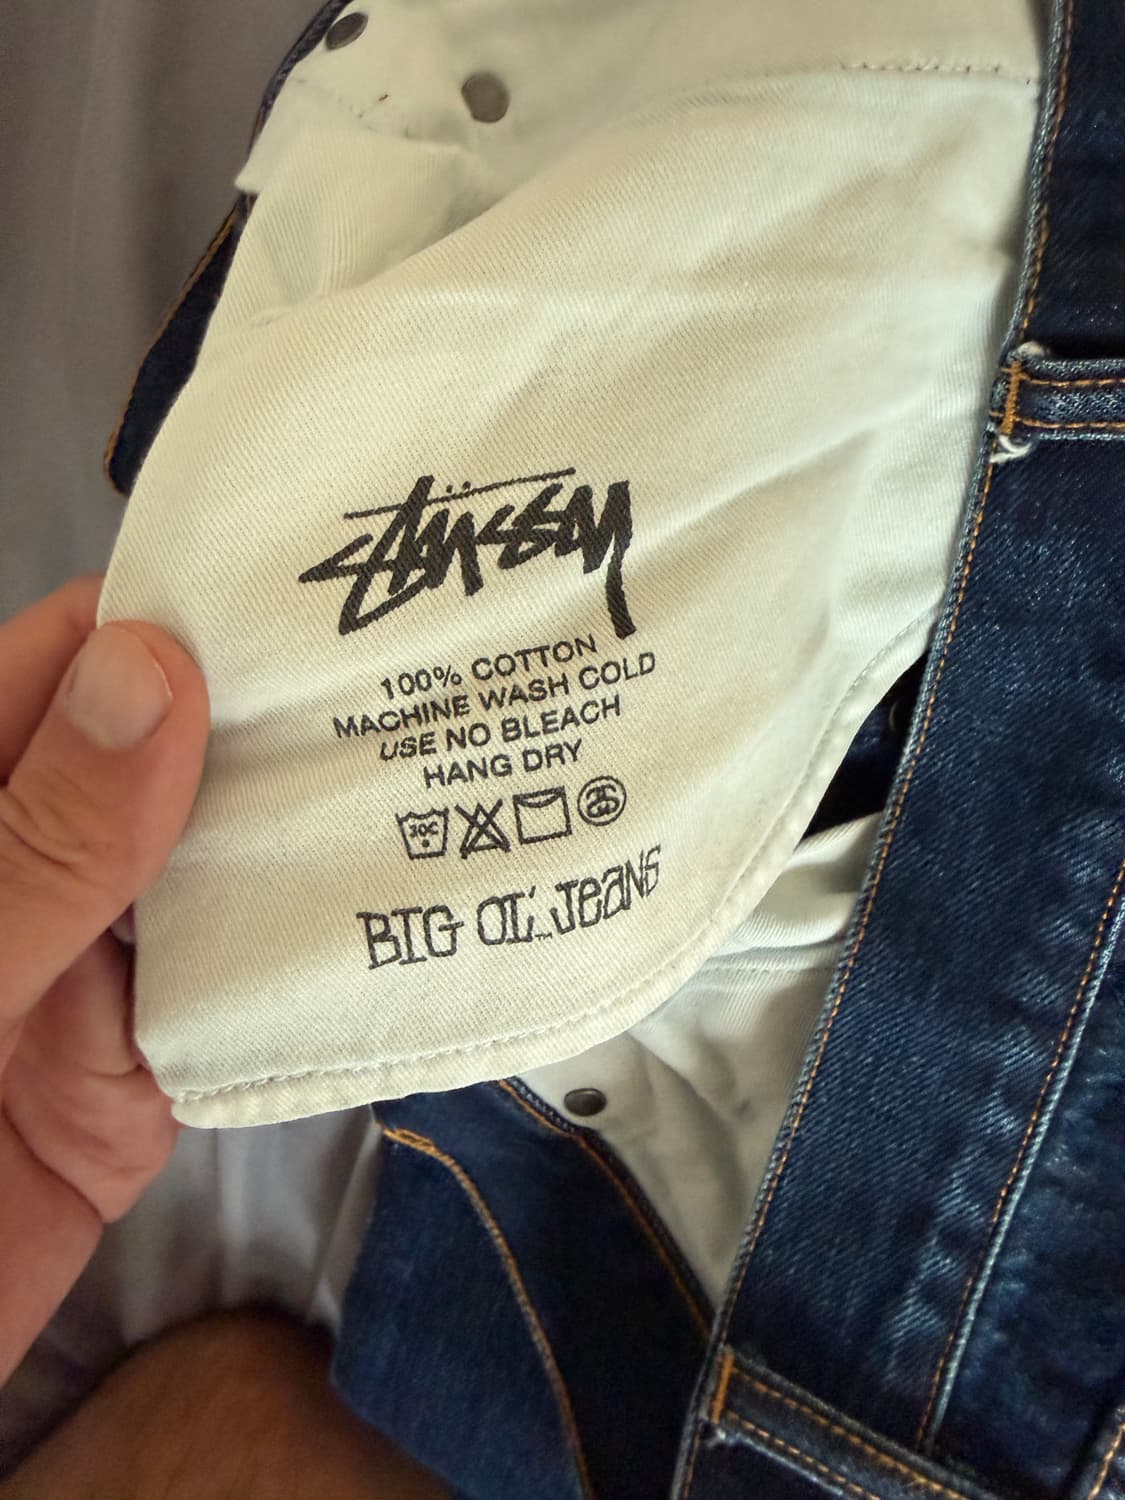 Stüssy
100% COTTON
MACHINE WASH COLD
USE NO BLEACH
HANG DRY
30C
BIG OL' JeaNS